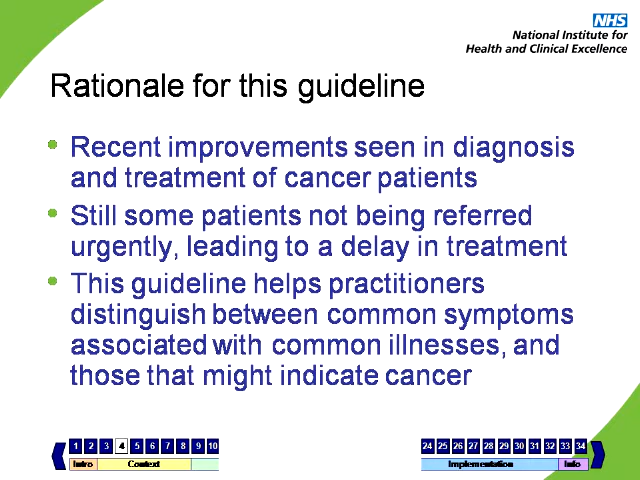 NHS
National Institute for
Health and Clinical Excellence
Rationale for this guideline
• Recent improvements seen in diagnosis
and treatment of cancer patients
• Still some patients not being referred
urgently, leading to a delay in treatment
• This guideline helps practitioners
distinguish between common symptoms
associated with common illnesses, and
those that might indicate cancer
1 2 3 4 5 6 7 8 9 10 24 25 26 27 28 29 30 31 32 33 34
Intro Context Implementation Info